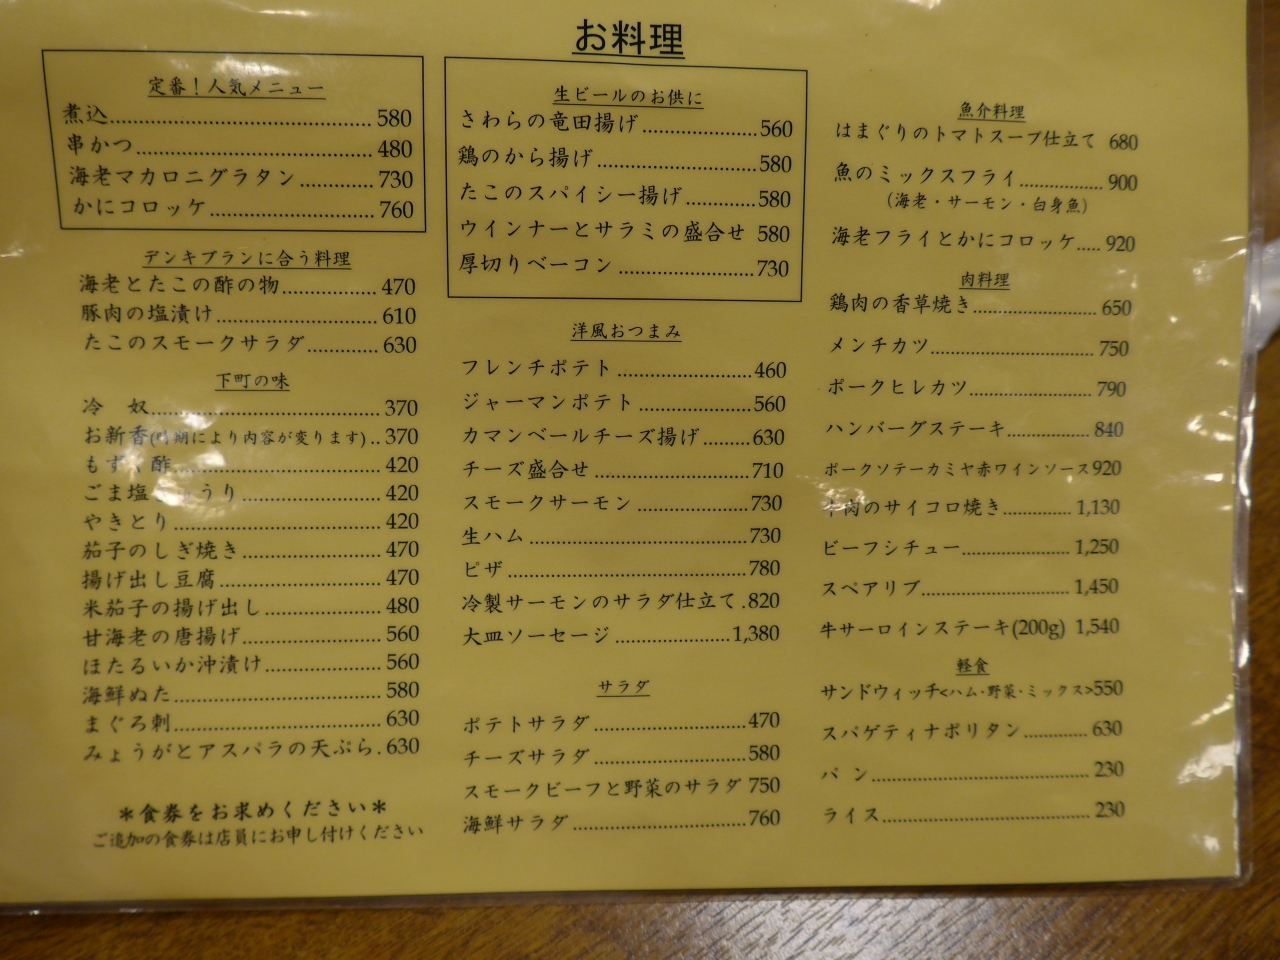 お料理
定番！人気メニュー
煮込 580
串かつ 480
海老マカロニグラタン 730
かにコロッケ 760
デンキブランに合う料理
海老とたこの酢の物 470
豚肉の塩漬け 610
たこのスモークサラダ 630
下町の味
冷 奴 370
お新香(時期により内容が変ります) 370
もずく酢 420
ごま塩きゅうり 420
やきとり 420
茄子のしぎ焼き 470
揚げ出し豆腐 470
米茄子の揚げ出し 480
甘海老の唐揚げ 560
ほたるいか沖漬け 560
海鮮ぬた 580
まぐろ刺 630
みょうがとアスパラの天ぷら 630
＊食券をお求めください＊
ご追加の食券は店員にお申し付けください
生ビールのお供に
さわらの竜田揚げ 560
鶏のから揚げ 580
たこのスパイシー揚げ 580
ウインナーとサラミの盛合せ 580
厚切りベーコン 730
洋風おつまみ
フレンチポテト 460
ジャーマンポテト 560
カマンベールチーズ揚げ 630
チーズ盛合せ 710
スモークサーモン 730
生ハム 730
ピザ 780
冷製サーモンのサラダ仕立て 820
大皿ソーセージ 1,380
サラダ
ポテトサラダ 470
チーズサラダ 580
スモークビーフと野菜のサラダ 750
海鮮サラダ 760
魚介料理
はまぐりのトマトスープ仕立て 680
魚のミックスフライ 900
（海老・サーモン・白身魚）
海老フライとかにコロッケ 920
肉料理
鶏肉の香草焼き 650
メンチカツ 750
ポークヒレカツ 790
ハンバーグステーキ 840
ポークソテーカミヤ赤ワインソース920
牛肉のサイコロ焼き 1,130
ビーフシチュー 1,250
スペアリブ 1,450
牛サーロインステーキ(200g) 1,540
軽食
サンドウィッチ<ハム・野菜・ミックス>550
スパゲティナポリタン 630
パン 230
ライス 230